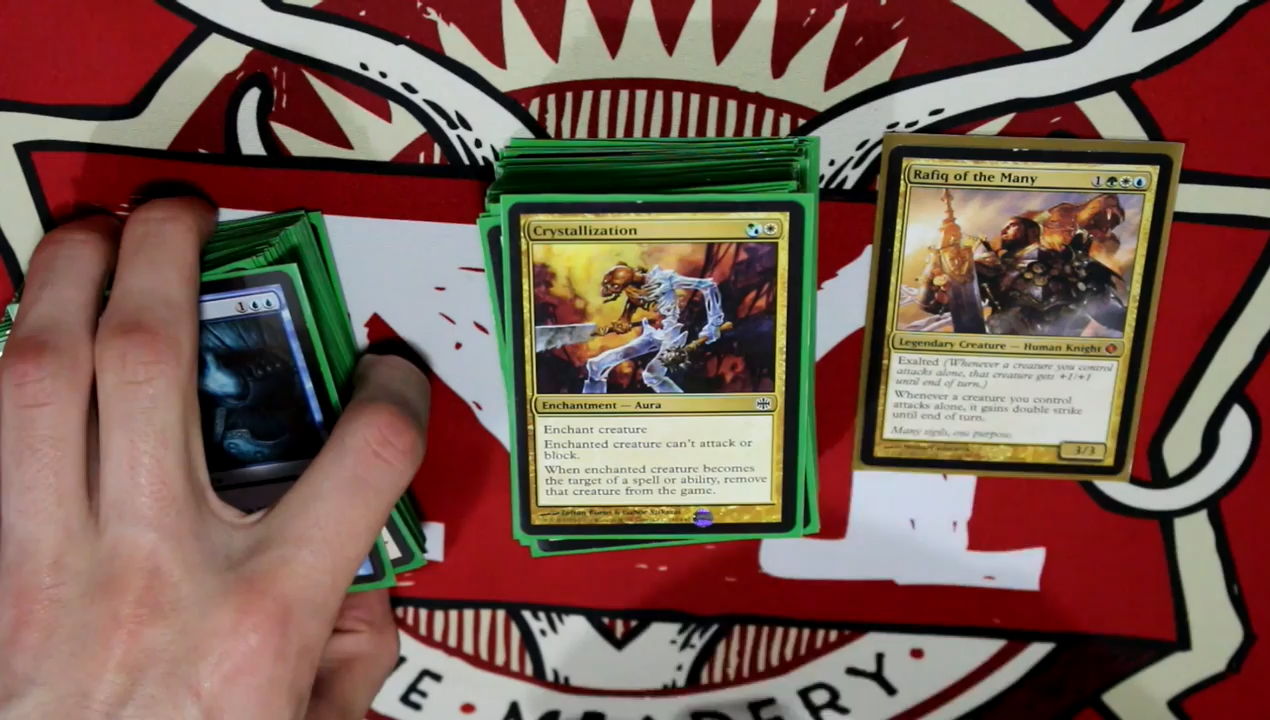 Crystallization
Enchantment — Aura
Enchant creature
Enchanted creature can't attack or
block.
When enchanted creature becomes
the target of a spell or ability, remove
that creature from the game.
Rafiq of the Many
1
Legendary Creature — Human Knight
Exalted (Whenever a creature you control
attacks alone, that creature gets +1/+1
until end of turn.)
Whenever a creature you control
attacks alone, it gains double strike
until end of turn.
Many sigils, one purpose.
3/3
1